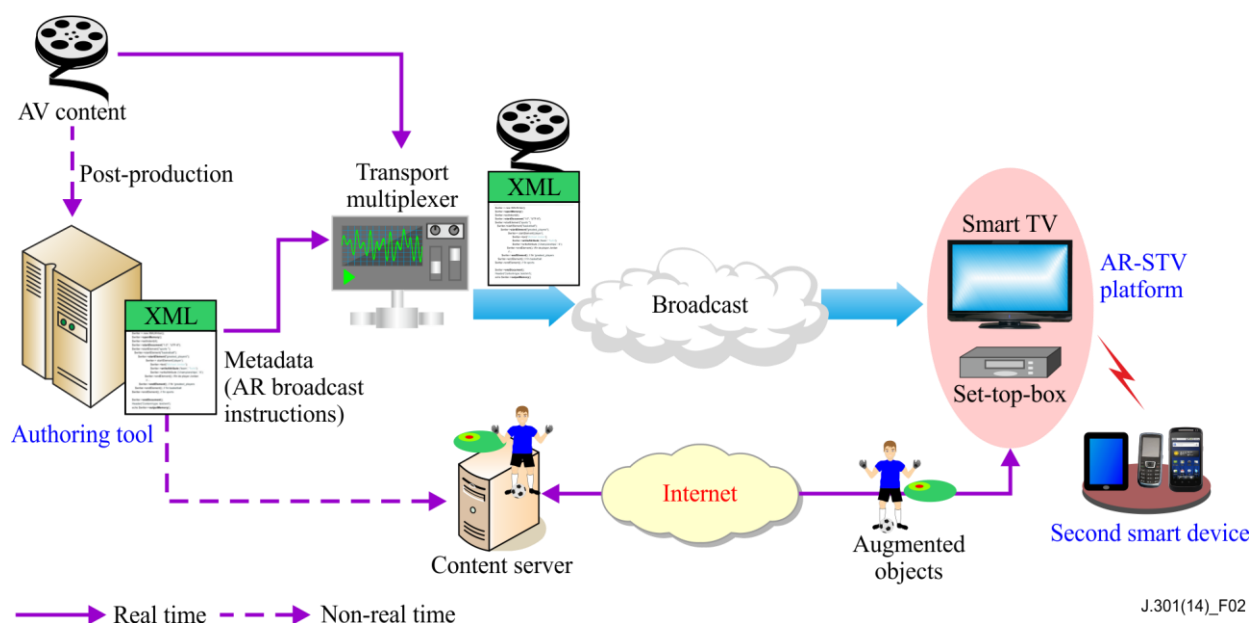 AV content
Post-production
Transport
multiplexer
XML
Smart TV
AR-STV
platform
Broadcast
XML
Metadata
(AR broadcast
instructions)
Set-top-box
Authoring tool
Internet
Content server
Augmented
objects
Second smart device
Real time
Non-real time
J.301(14)_F02